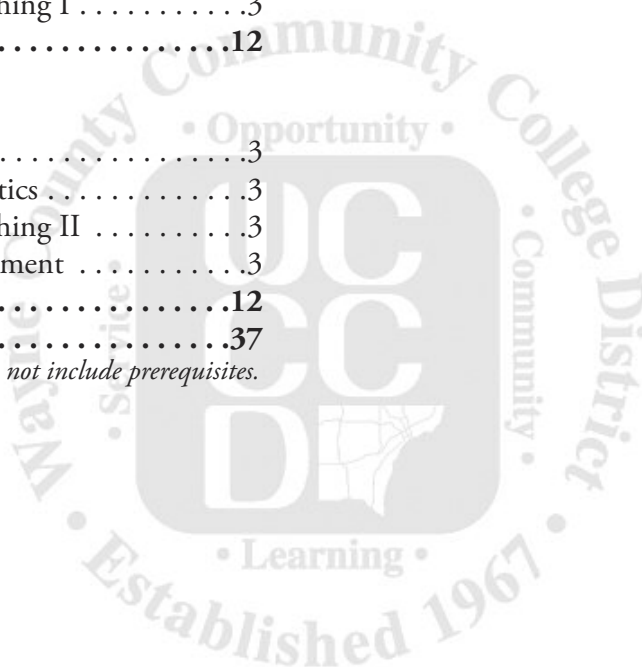 hing I . . . . . . . . . . .3
. . . . . . . . . . . . . . . .12
. . . . . . . . . . . . . . . .3
tics . . . . . . . . . . . . .3
hing II . . . . . . . . . .3
ment . . . . . . . . . . .3
. . . . . . . . . . . . . . . .12
. . . . . . . . . . . . . . . .37
not include prerequisites.
Wayne County Community College District
• Opportunity •
• Service •
• Community •
UC
CC
D
• Learning •
• Established 1967 •